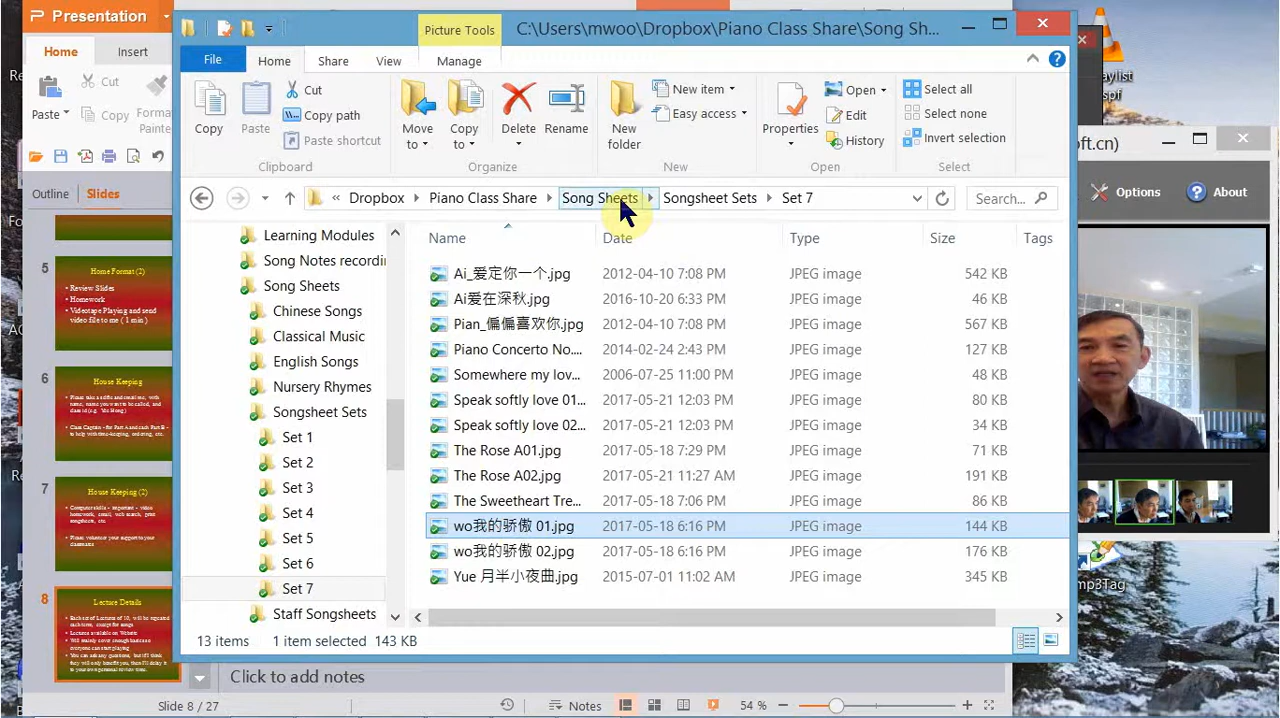 Presentation
Picture Tools
C:\Users\mwoo\Dropbox\Piano Class Share\Song Sh...
Home
Insert
File
Home
Share
View
Manage
Cut
Paste
Copy
Format
Painte
Outline
Slides
Copy
Paste
Cut
Copy path
Paste shortcut
Clipboard
Move
to
Copy
to
Delete
Rename
Organize
New
folder
New item
Easy access
New
Properties
Open
Edit
History
Open
Select all
Select none
Invert selection
Select
« Dropbox
Piano Class Share
Song Sheets
Songsheet Sets
Set 7
Search...
Learning Modules
Song Notes recordi
Song Sheets
Chinese Songs
Classical Music
English Songs
Nursery Rhymes
Songsheet Sets
Set 1
Set 2
Set 3
Set 4
Set 5
Set 6
Set 7
Staff Songsheets
Name Date Type Size Tags
Ai_爱定你一个.jpg 2012-04-10 7:08 PM JPEG image 542 KB
Ai爱在深秋.jpg 2016-10-20 6:33 PM JPEG image 46 KB
Pian_偏偏喜欢你.jpg 2012-04-10 7:08 PM JPEG image 567 KB
Piano Concerto No.... 2014-02-24 2:43 PM JPEG image 127 KB
Somewhere my lov... 2006-07-25 11:00 PM JPEG image 48 KB
Speak softly love 01... 2017-05-21 12:03 PM JPEG image 80 KB
Speak softly love 02... 2017-05-21 12:03 PM JPEG image 34 KB
The Rose A01.jpg 2017-05-18 7:29 PM JPEG image 71 KB
The Rose A02.jpg 2017-05-21 11:27 AM JPEG image 191 KB
The Sweetheart Tre... 2017-05-18 7:06 PM JPEG image 86 KB
wo我的骄傲 01.jpg 2017-05-18 6:16 PM JPEG image 144 KB
wo我的骄傲 02.jpg 2017-05-18 6:16 PM JPEG image 176 KB
Yue 月半小夜曲.jpg 2015-07-01 11:02 AM JPEG image 345 KB
13 items 1 item selected 143 KB
5
Home Format (2)
Review Slides
Homework
Videotape Playing and send
video file to me ( 1 min )
6
House Keeping
7
House Keeping (2)
8
Lecture Details
Click to add notes
Slide 8 / 27
Notes
54 %
aylist
spf
oft.cn)
Options
About
mp3Tag